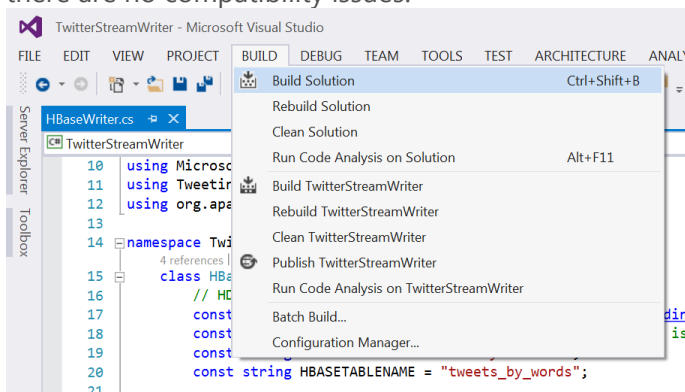 there are no compatibility issues.
TwitterStreamWriter - Microsoft Visual Studio
FILE EDIT VIEW PROJECT BUILD DEBUG TEAM TOOLS TEST ARCHITECTURE ANALY
Build Solution Ctrl+Shift+B
Rebuild Solution
Server Explorer
HBaseWriter.cs
Clean Solution
C# TwitterStreamWriter
Run Code Analysis on Solution Alt+F11
10 using Microso
11 using Tweetin
Build TwitterStreamWriter
12 using org.apa
Rebuild TwitterStreamWriter
Toolbox
13
Clean TwitterStreamWriter
14 namespace Twi
4 references
Publish TwitterStreamWriter
15 class HBa
Run Code Analysis on TwitterStreamWriter
16 // HD
17 const
Batch Build...
18 const
is
Configuration Manager...
19 const
20 const string HBASETABLENAME = "tweets_by_words";
21